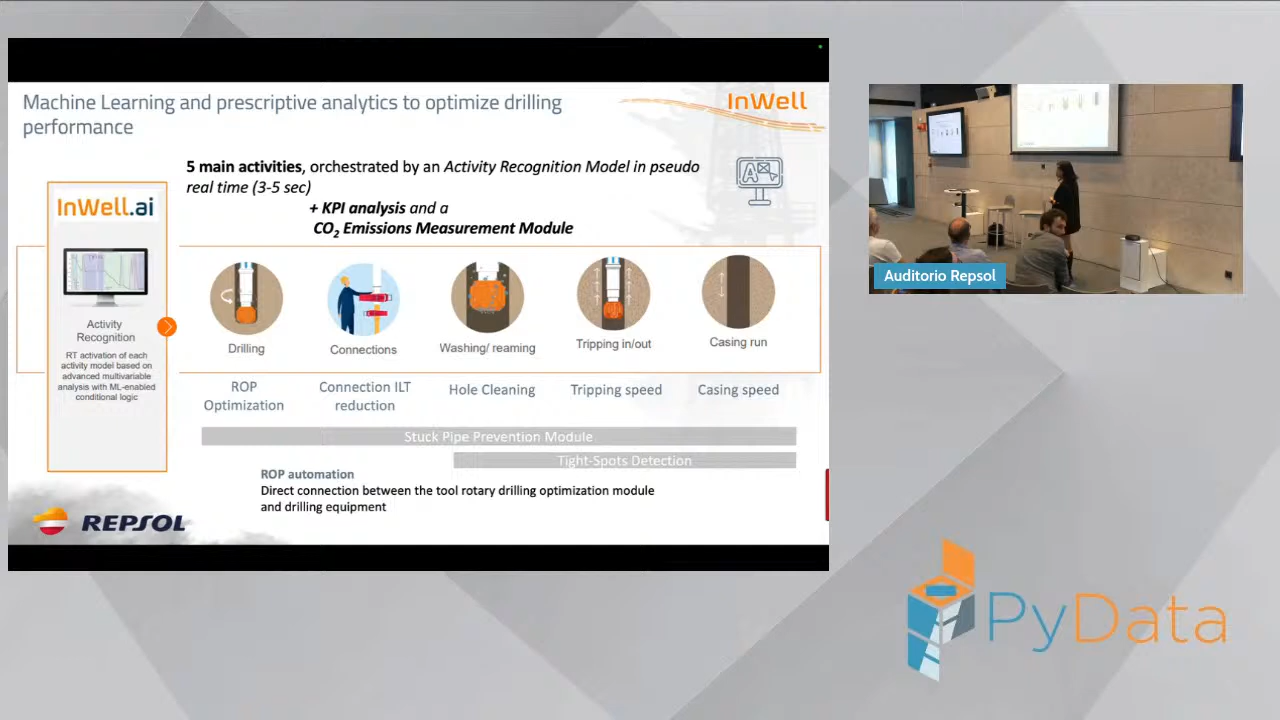 Machine Learning and prescriptive analytics to optimize drilling
performance
InWell
5 main activities, orchestrated by an Activity Recognition Model in pseudo
real time (3-5 sec)
+ KPI analysis and a
CO₂ Emissions Measurement Module
A
InWell.ai
Activity
Recognition
RT activation of each
activity model based on
advanced multivariable
analysis with ML-enabled
conditional logic
Drilling
Connections
Washing/ reaming
Tripping in/out
Casing run
ROP
Optimization
Connection ILT
reduction
Hole Cleaning
Tripping speed
Casing speed
Stuck Pipe Prevention Module
Tight-Spots Detection
ROP automation
Direct connection between the tool rotary drilling optimization module
and drilling equipment
REPSOL
Auditorio Repsol
PyData